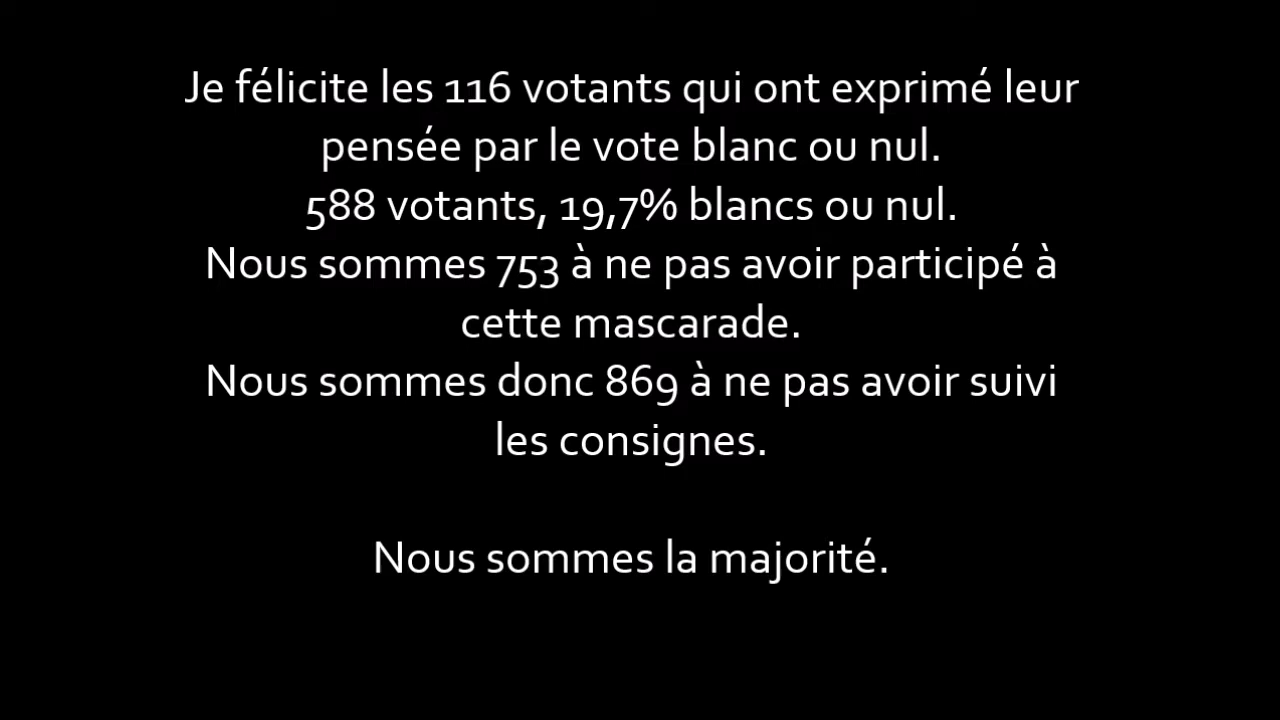 Je félicite les 116 votants qui ont exprimé leur
pensée par le vote blanc ou nul.
588 votants, 19,7% blancs ou nul.
Nous sommes 753 à ne pas avoir participé à
cette mascarade.
Nous sommes donc 869 à ne pas avoir suivi
les consignes.
Nous sommes la majorité.